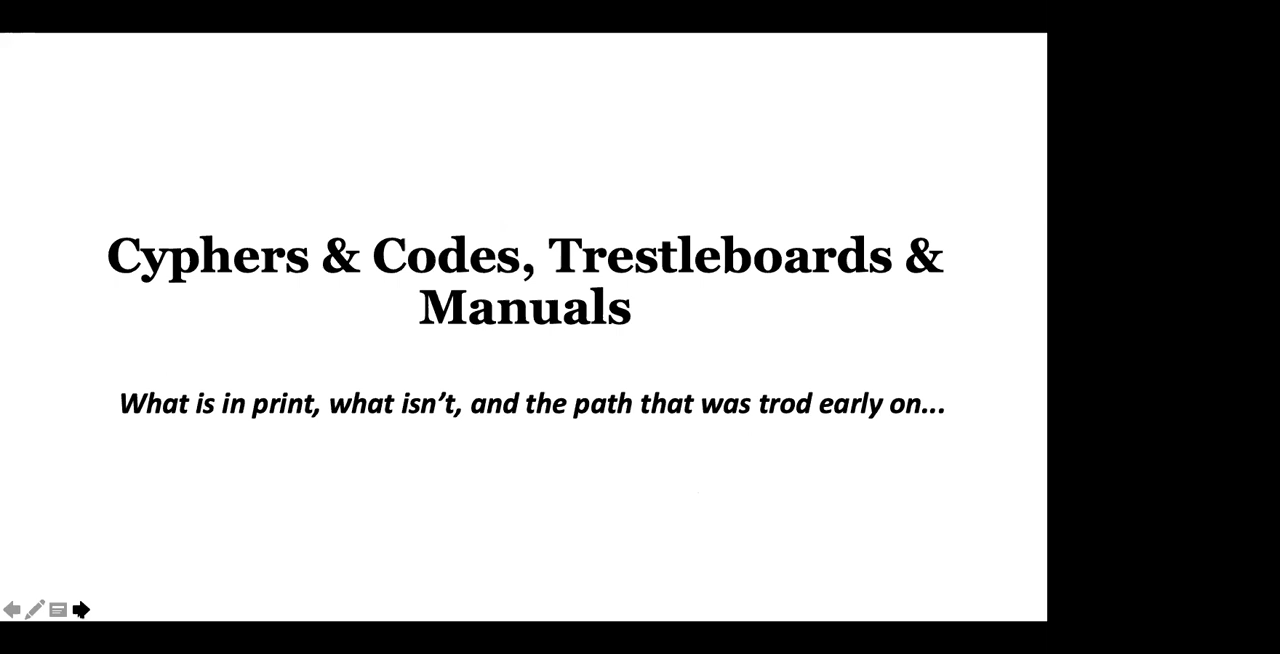 Cyphers & Codes, Trestleboards &
Manuals
What is in print, what isn’t, and the path that was trod early on...